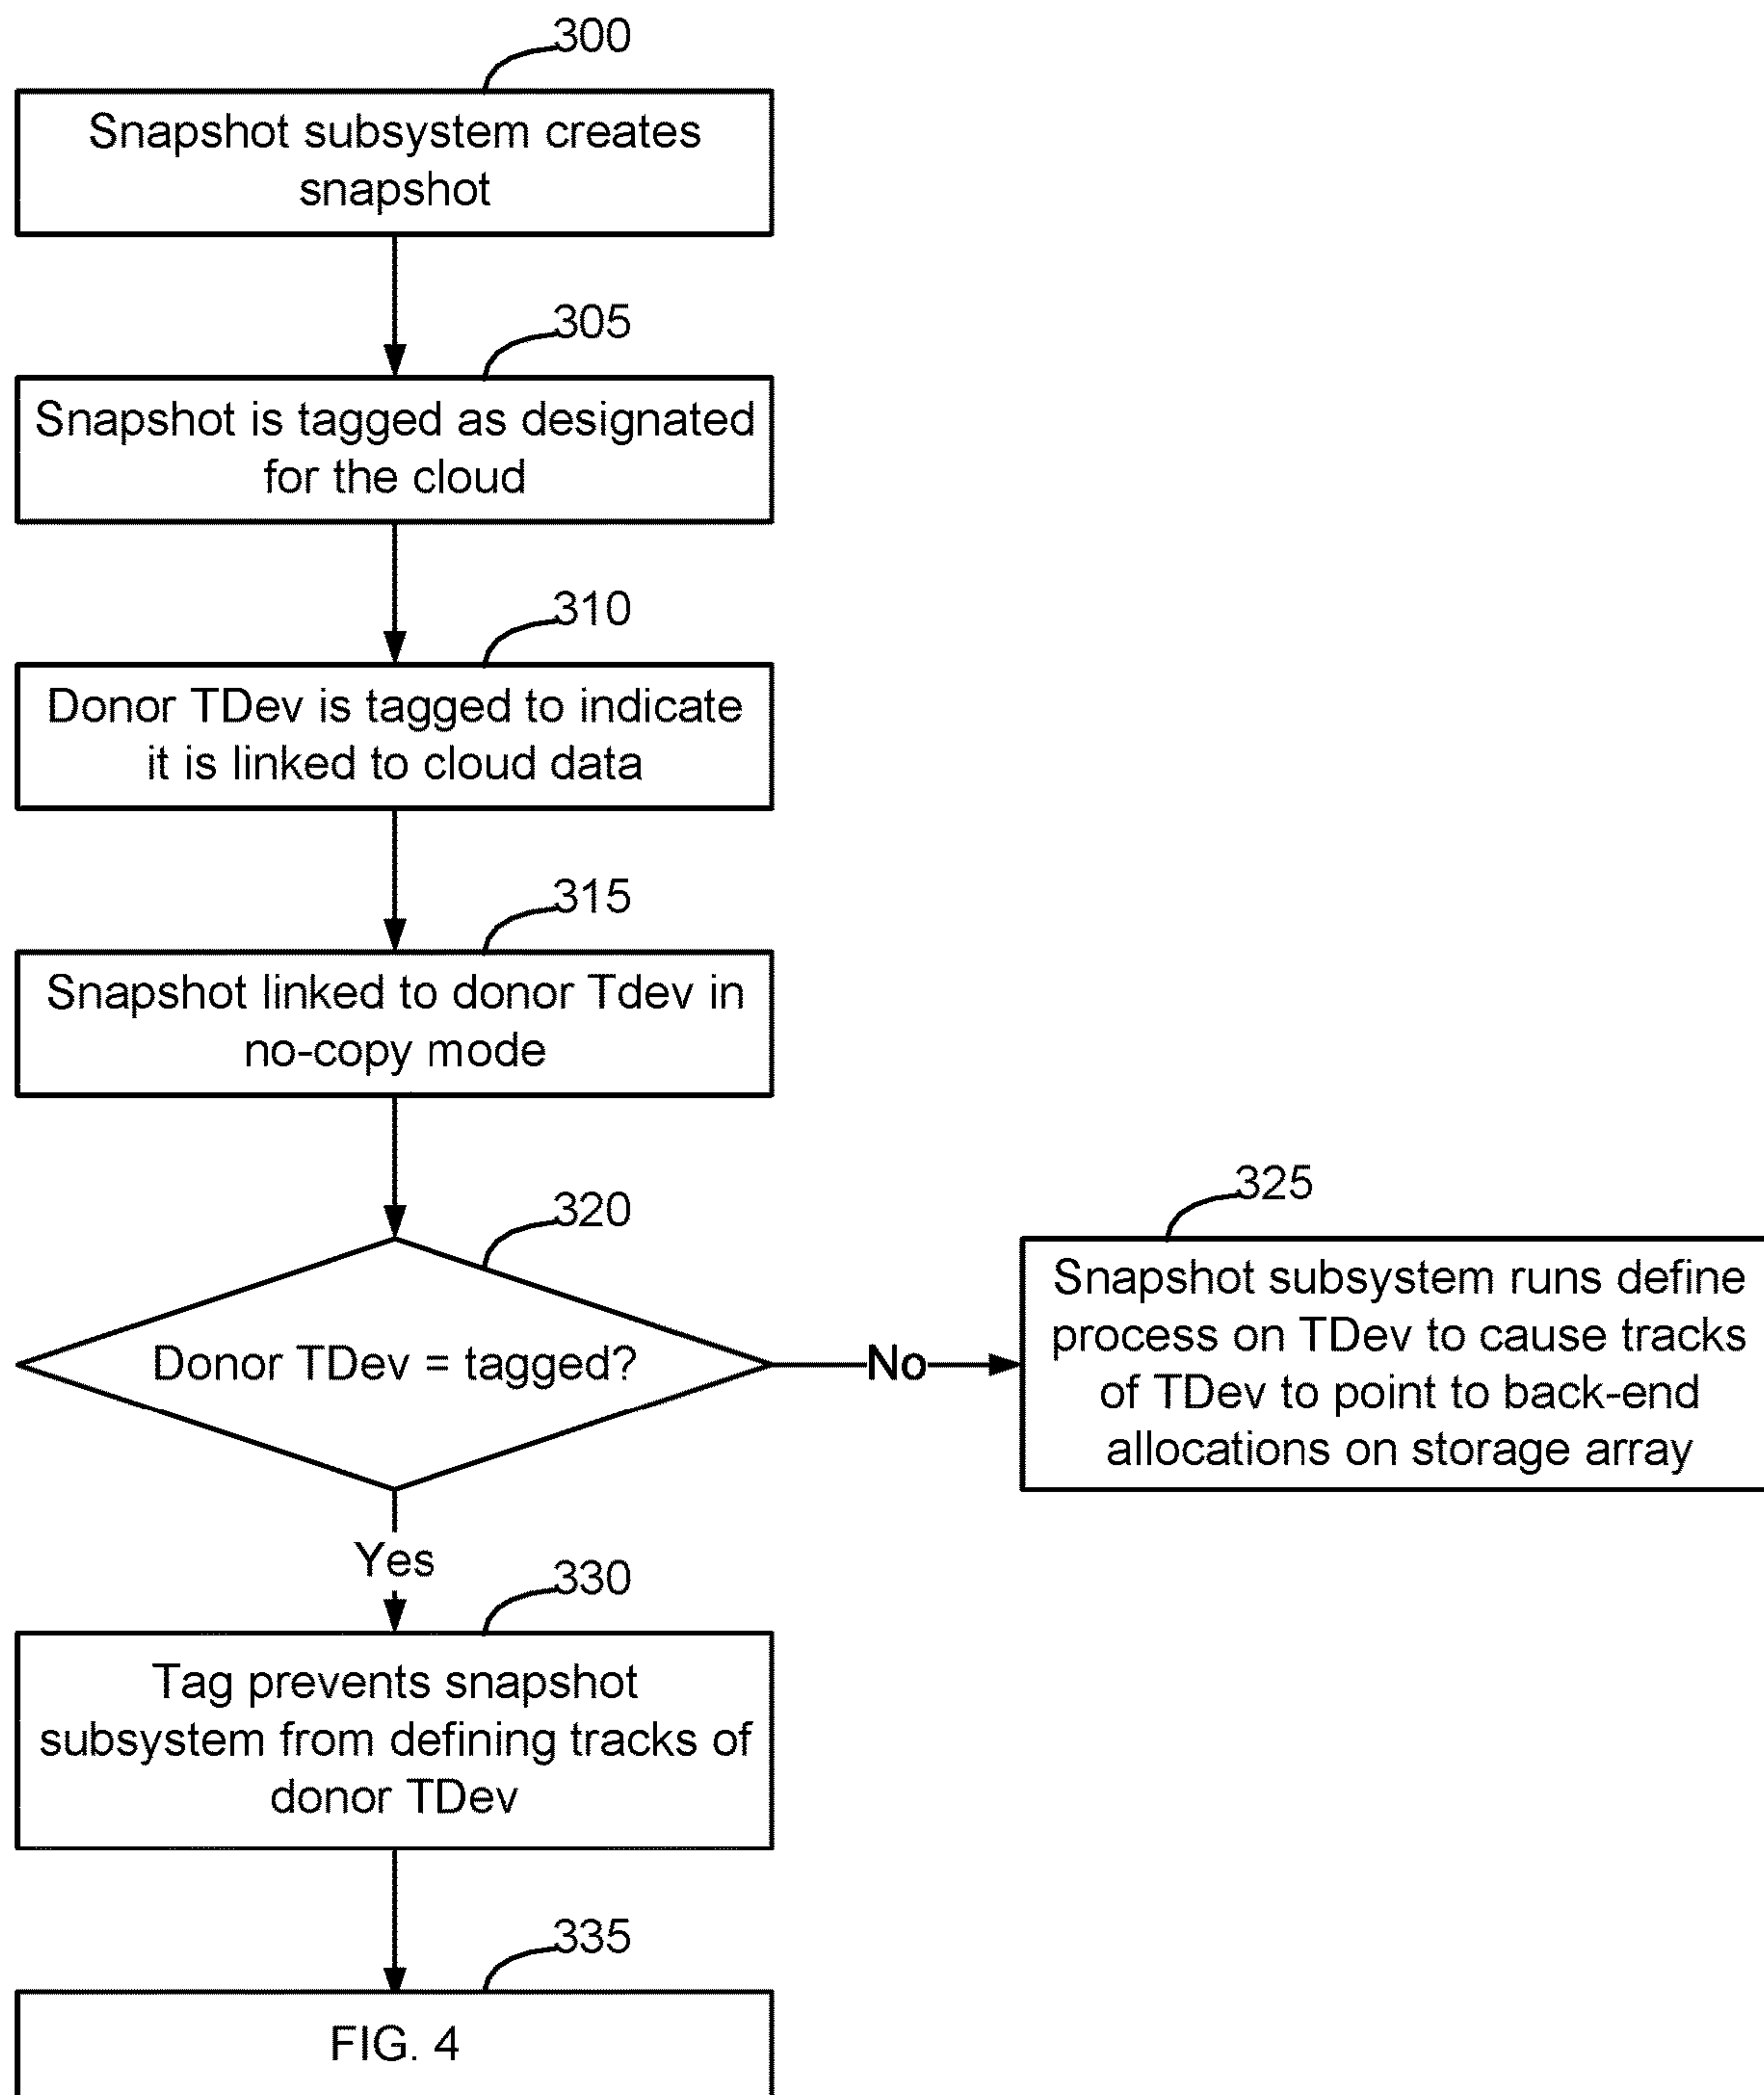 300
Snapshot subsystem creates
snapshot
305
Snapshot is tagged as designated
for the cloud
310
Donor TDev is tagged to indicate
it is linked to cloud data
315
Snapshot linked to donor Tdev in
no-copy mode
320
Donor TDev = tagged?
No
325
Snapshot subsystem runs define
process on TDev to cause tracks
of TDev to point to back-end
allocations on storage array
Yes
330
Tag prevents snapshot
subsystem from defining tracks of
donor TDev
335
FIG. 4